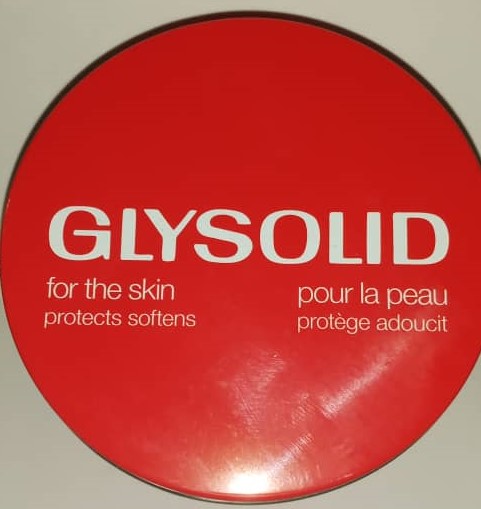 GLYSOLID
for the skin
protects softens
pour la peau
protège adoucit